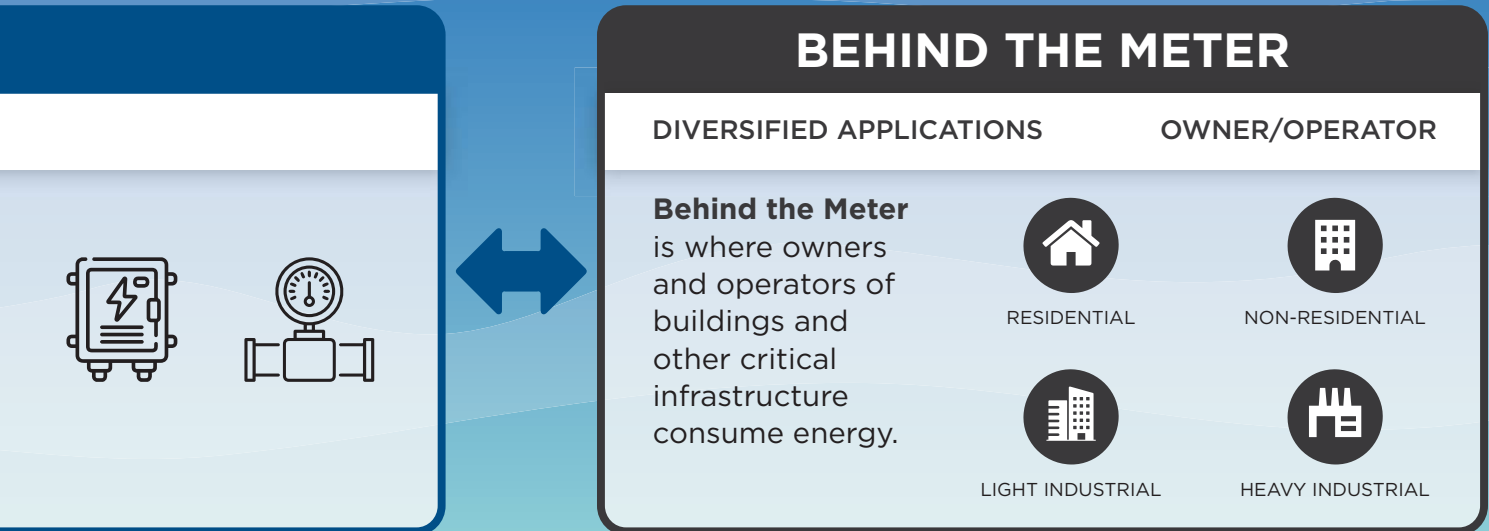 BEHIND THE METER
DIVERSIFIED APPLICATIONS OWNER/OPERATOR
Behind the Meter
is where owners
and operators of
buildings and
other critical
infrastructure
consume energy.
RESIDENTIAL NON-RESIDENTIAL
LIGHT INDUSTRIAL HEAVY INDUSTRIAL